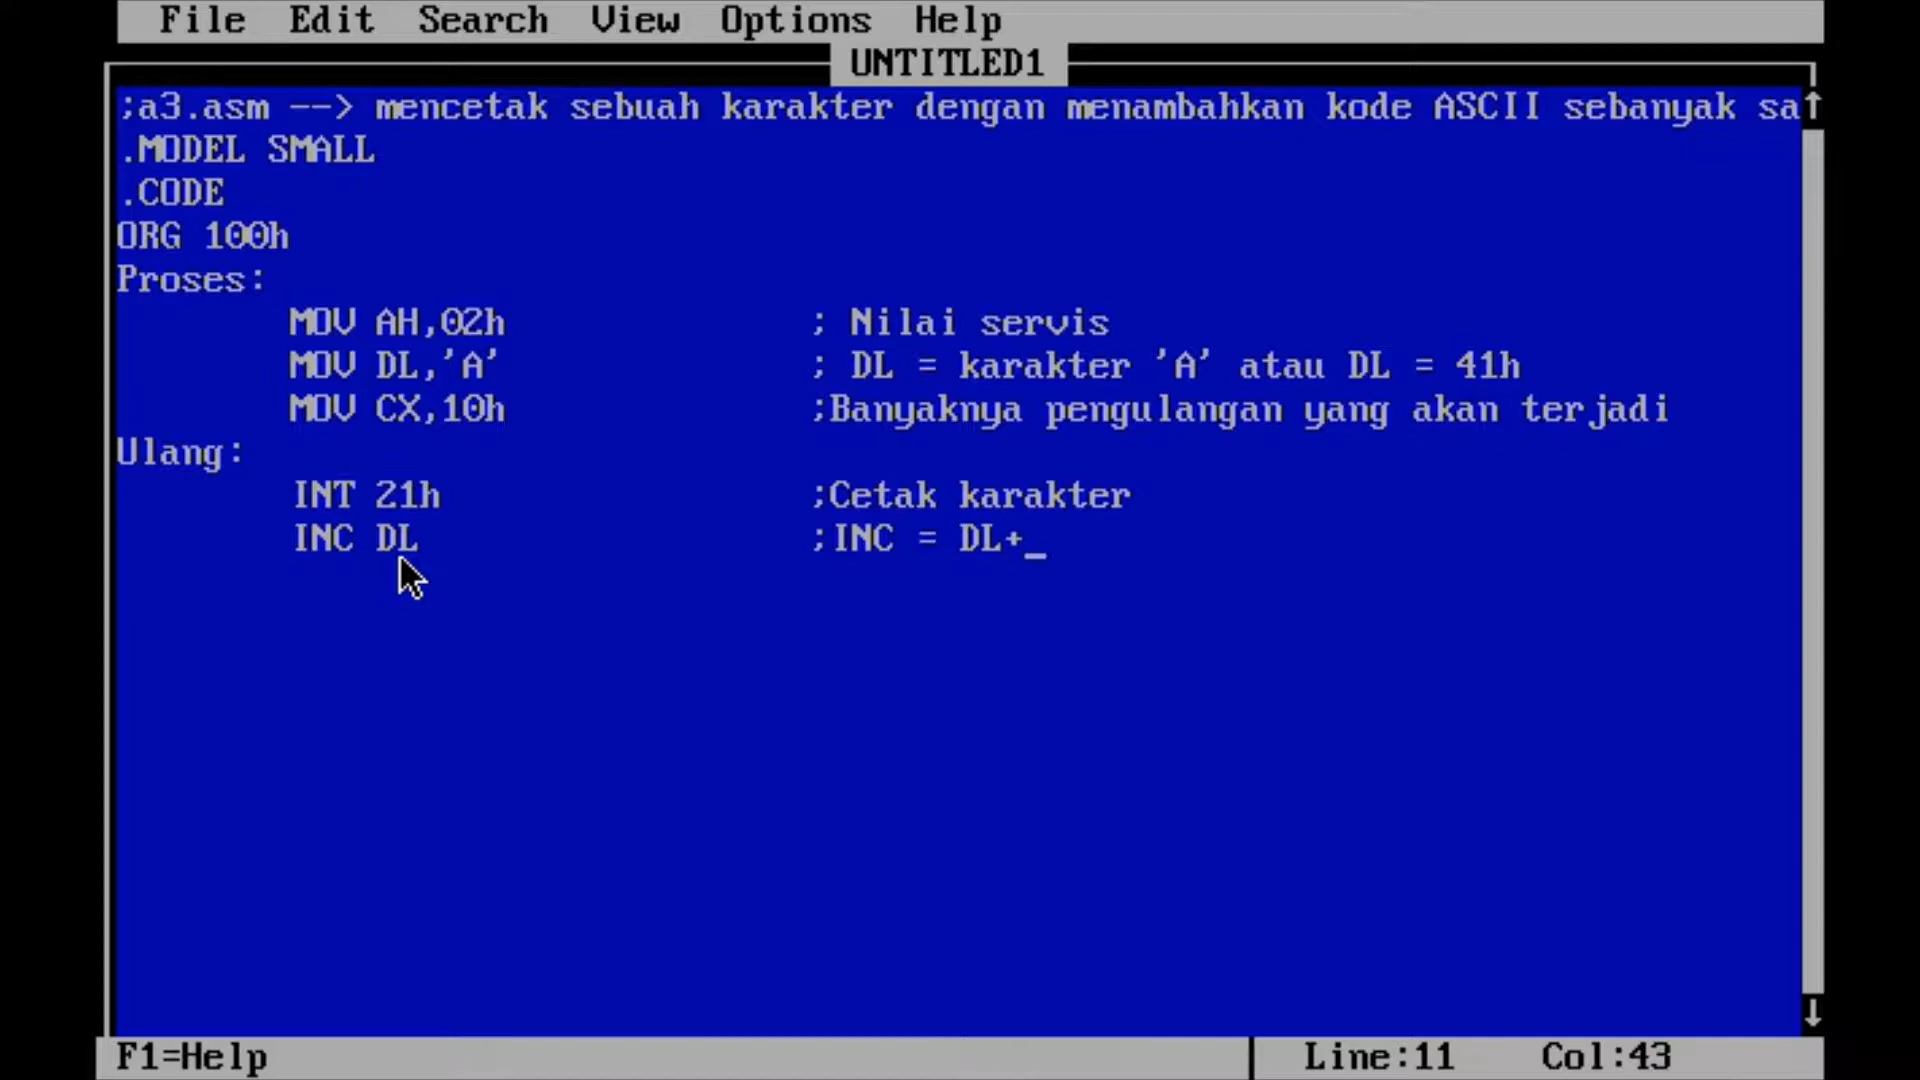 File Edit Search View Options Help
UNTITLED1
;a3.asm --> mencetak sebuah karakter dengan menambahkan kode ASCII sebanyak sa
.MODEL SMALL
.CODE
ORG 100h
Proses:
MOV AH,02h ; Nilai servis
MOV DL,'A' ; DL = karakter 'A' atau DL = 41h
MOV CX,10h ;Banyaknya pengulangan yang akan terjadi
Ulang:
INT 21h ;Cetak karakter
INC DL ;INC = DL+_
F1=Help Line:11 Col:43